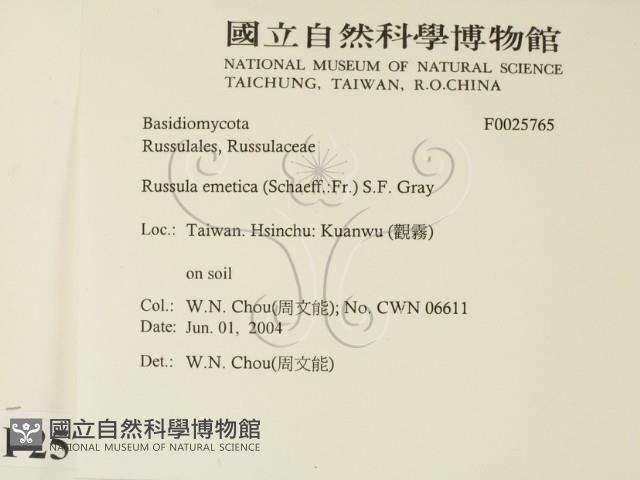 國立自然科學博物館
NATIONAL MUSEUM OF NATURAL SCIENCE
TAICHUNG, TAIWAN, R.O.CHINA
Basidiomycota F0025765
Russulales, Russulaceae
Russula emetica (Schaeff.:Fr.) S.F. Gray
Loc.: Taiwan. Hsinchu: Kuanwu (觀霧)
on soil
Col.: W.N. Chou(周文能); No. CWN 06611
Date: Jun. 01, 2004
Det.: W.N. Chou(周文能)
國立自然科學博物館
NATIONAL MUSEUM OF NATURAL SCIENCE